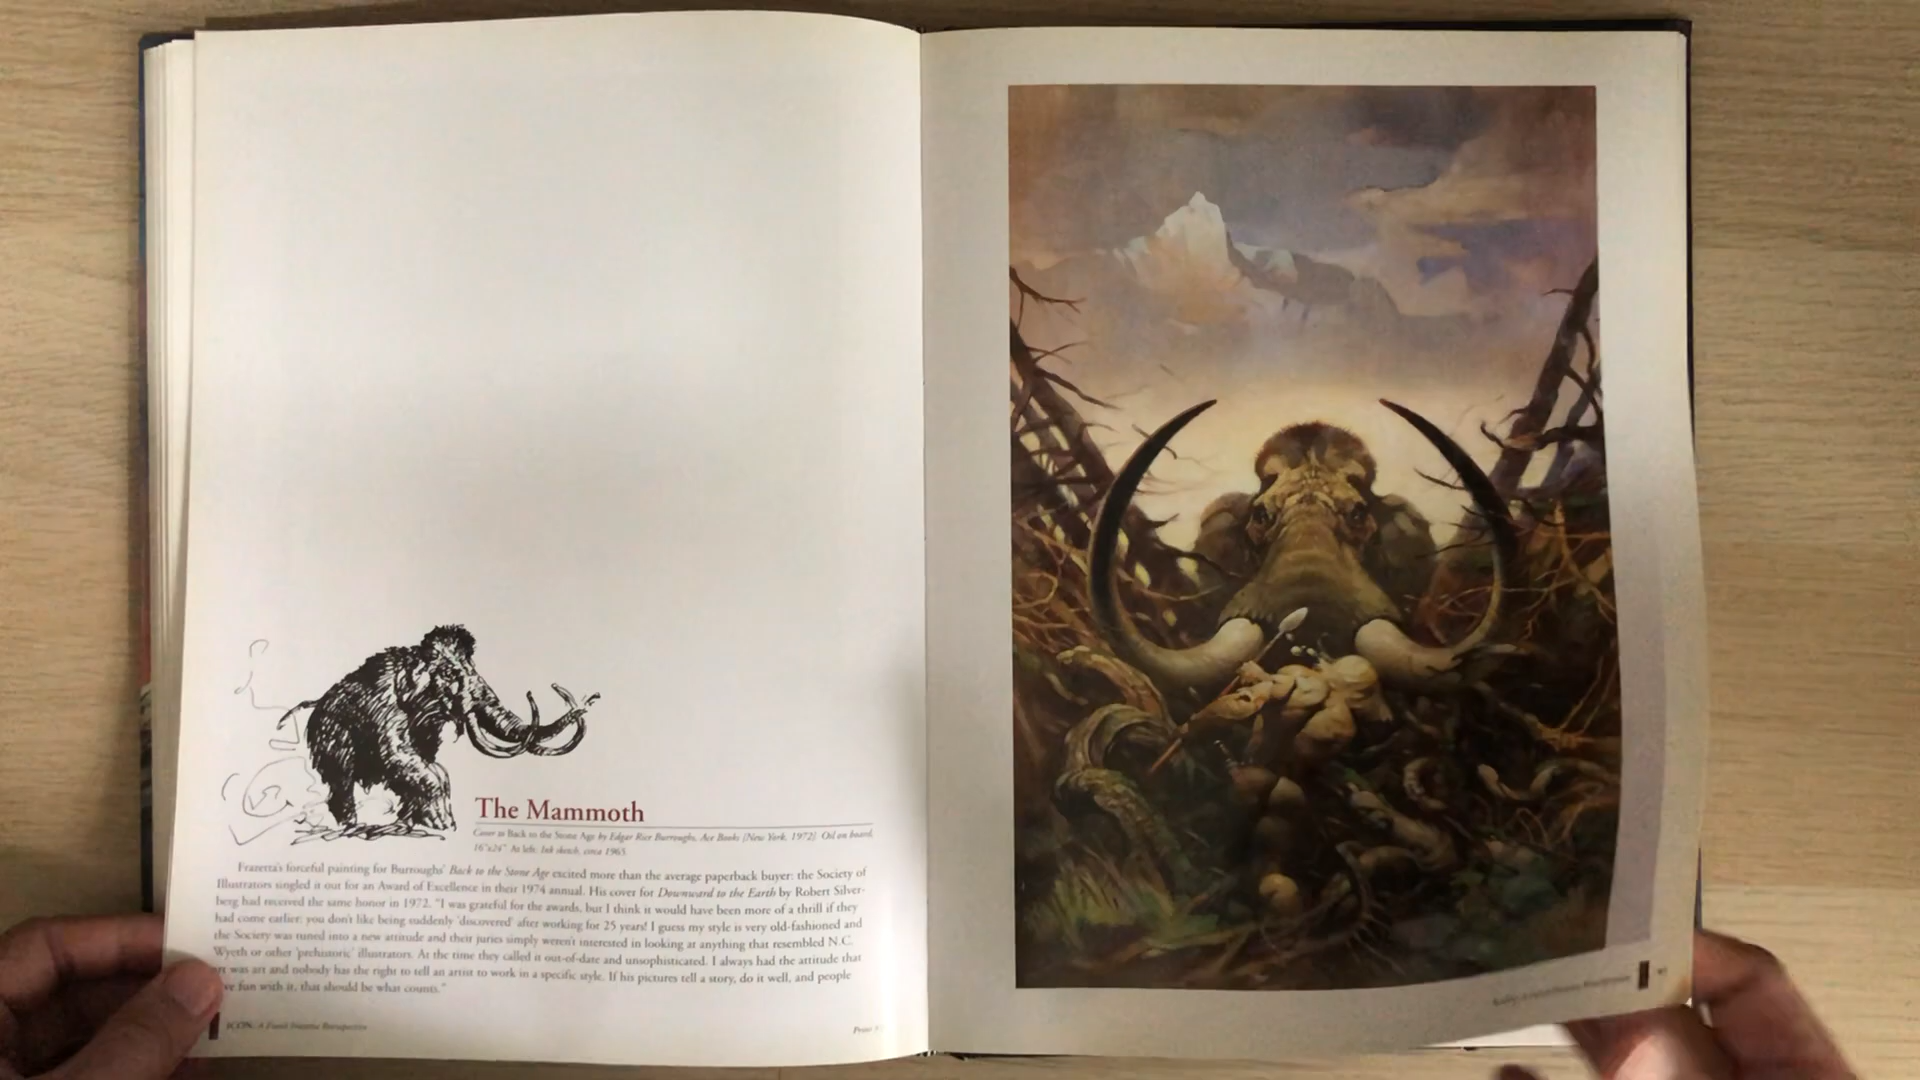 The Mammoth
Cover to Back to the Stone Age by Edgar Rice Burroughs, Ace Books [New York, 1972]. Oil on board,
16"x24" At left: Ink sketch, circa 1963.
Frazetta's forceful painting for Burroughs' Back to the Stone Age excited more than the average paperback buyer: the Society of
Illustrators singled it out for an Award of Excellence in their 1974 annual. His cover for Downward to the Earth by Robert Silver-
berg had received the same honor in 1972. "I was grateful for the awards, but I think it would have been more of a thrill if they
had come earlier: you don't like being suddenly 'discovered' after working for 25 years! I guess my style is very old-fashioned and
the Society was tuned into a new attitude and their juries simply weren't interested in looking at anything that resembled N.C.
Wyeth or other 'prehistoric' illustrators. At the time they called it out-of-date and unsophisticated. I always had the attitude that
art was art and nobody has the right to tell an artist to work in a specific style. If his pictures tell a story, do it well, and people
have fun with it, that should be what counts."
ICON: A Frank Frazetta Retrospective